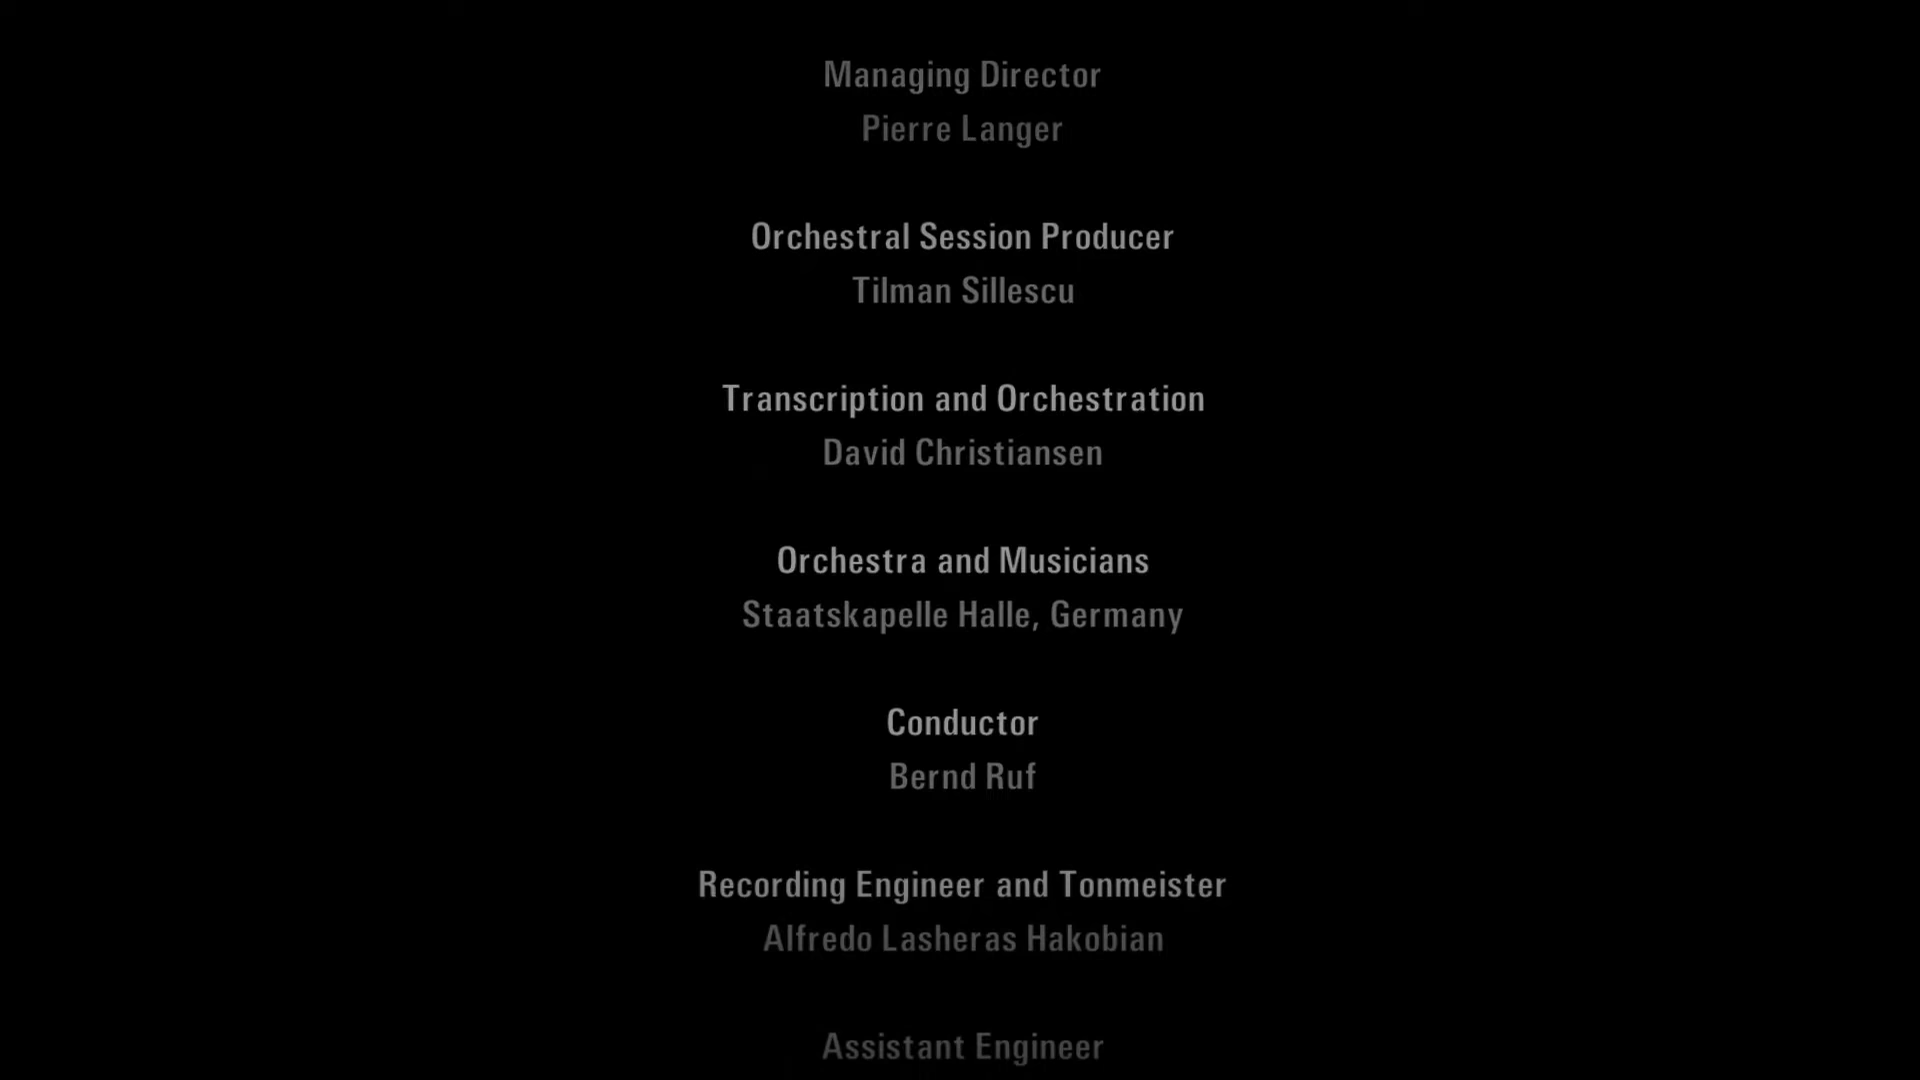 Managing Director
Pierre Langer
Orchestral Session Producer
Tilman Sillescu
Transcription and Orchestration
David Christiansen
Orchestra and Musicians
Staatskapelle Halle, Germany
Conductor
Bernd Ruf
Recording Engineer and Tonmeister
Alfredo Lasheras Hakobian
Assistant Engineer